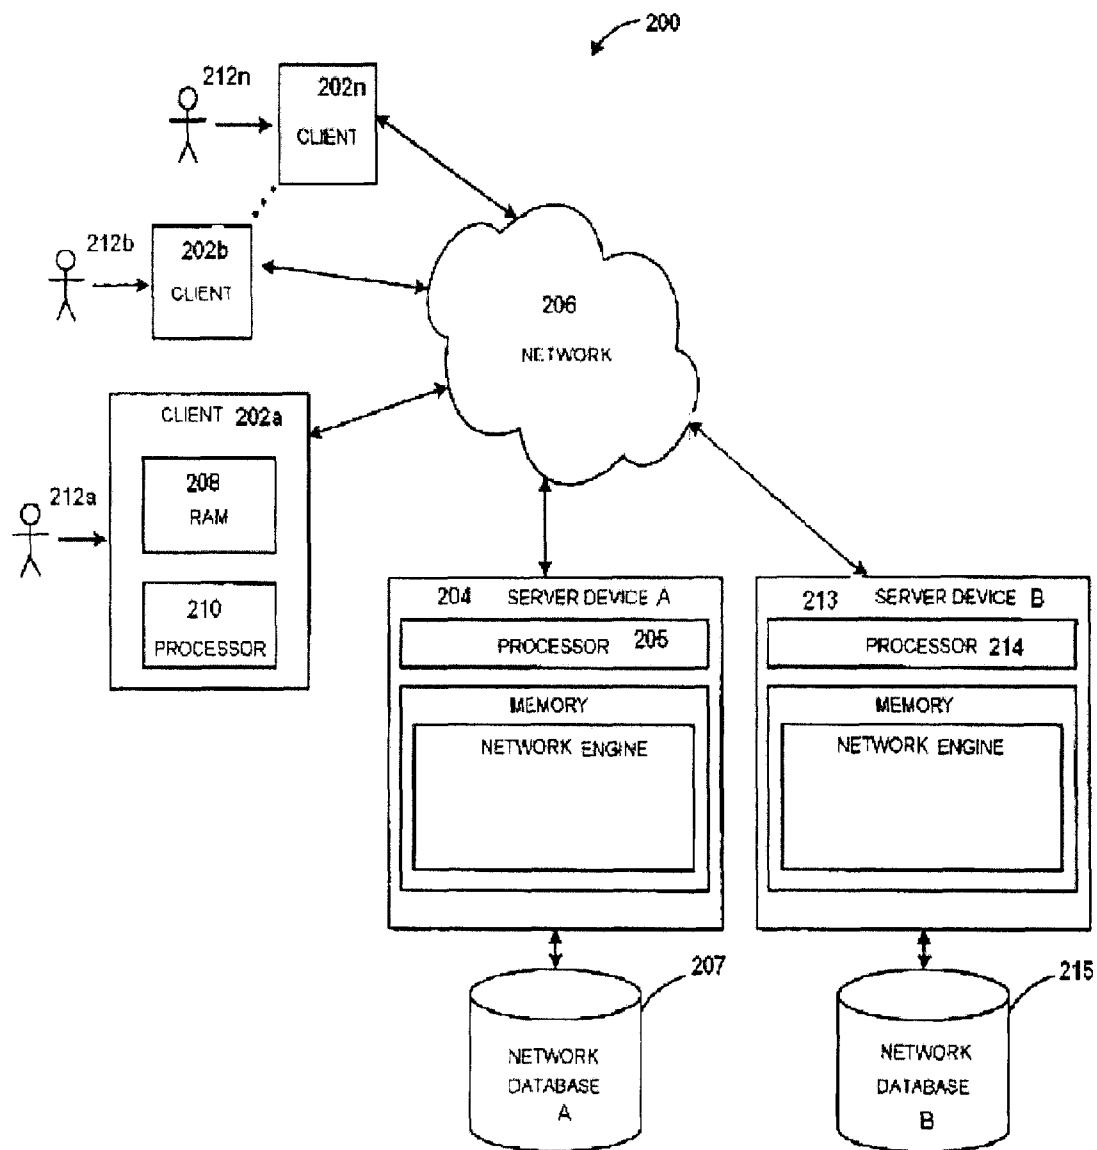 200
212n
202n
CLIENT
212b
202b
CLIENT
206
NETWORK
CLIENT 202a
212a
208
RAM
210
PROCESSOR
204 SERVER DEVICE A
PROCESSOR 205
MEMORY
NETWORK ENGINE
213 SERVER DEVICE B
PROCESSOR 214
MEMORY
NETWORK ENGINE
207
NETWORK
DATABASE
A
215
NETWORK
DATABASE
B